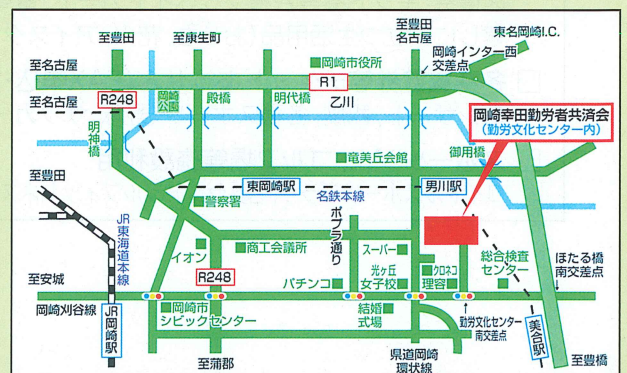 至豊田
至康生町
至豊田
名古屋
東名岡崎I.C.
岡崎インター西
交差点
至名古屋
岡崎市役所
R1
至名古屋
R248
岡崎
公園
殿橋
明代橋
乙川
岡崎幸田勤労者共済会
(勤労文化センター内)
明神橋
竜美丘会館
御用橋
至豊田
東岡崎駅
名鉄本線
男川駅
警察署
JR東海道本線
ポプラ通り
イオン
商工会議所
スーパー
R248
パチンコ
光ヶ丘
女子校
クロネコ
理容
総合検査
センター
ほたる橋
南交差点
至安城
岡崎刈谷線
JR岡崎駅
岡崎市
シビックセンター
結婚
式場
勤労文化センター
南交差点
美合駅
至蒲郡
県道岡崎
環状線
至豊橋